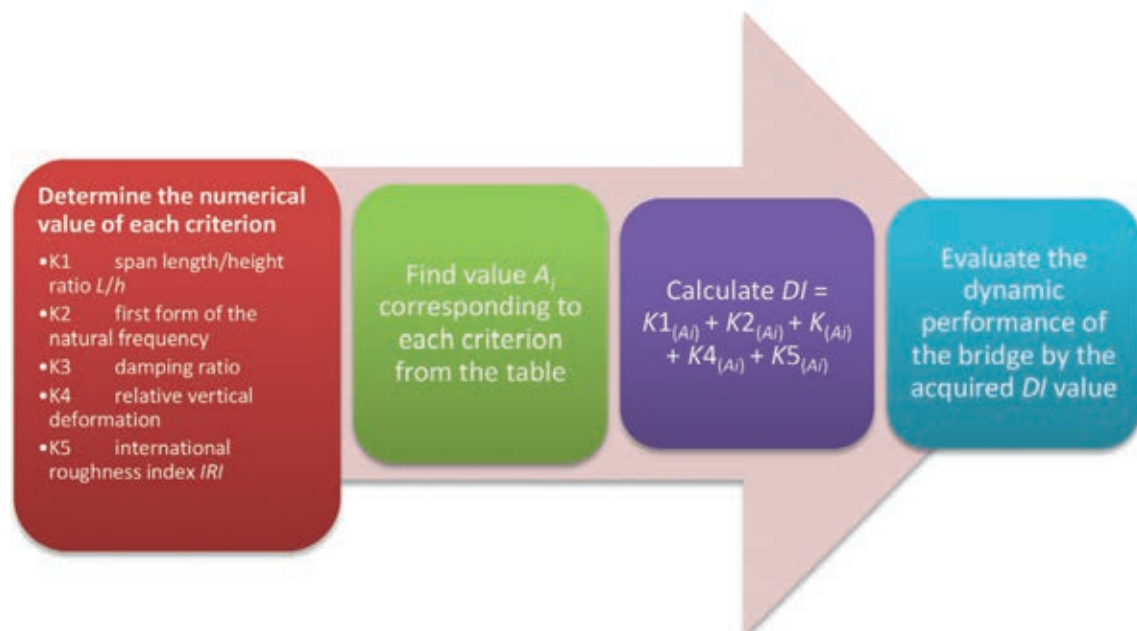 Determine the numerical
value of each criterion
•K1 span length/height
ratio L/h
•K2 first form of the
natural frequency
•K3 damping ratio
•K4 relative vertical
deformation
•K5 international
roughness index IRI
Find value Ai
corresponding to
each criterion
from the table
Calculate DI =
K1(Ai) + K2(Ai) + K(Ai)
+ K4(Ai) + K5(Ai)
Evaluate the
dynamic
performance of
the bridge by the
acquired DI value